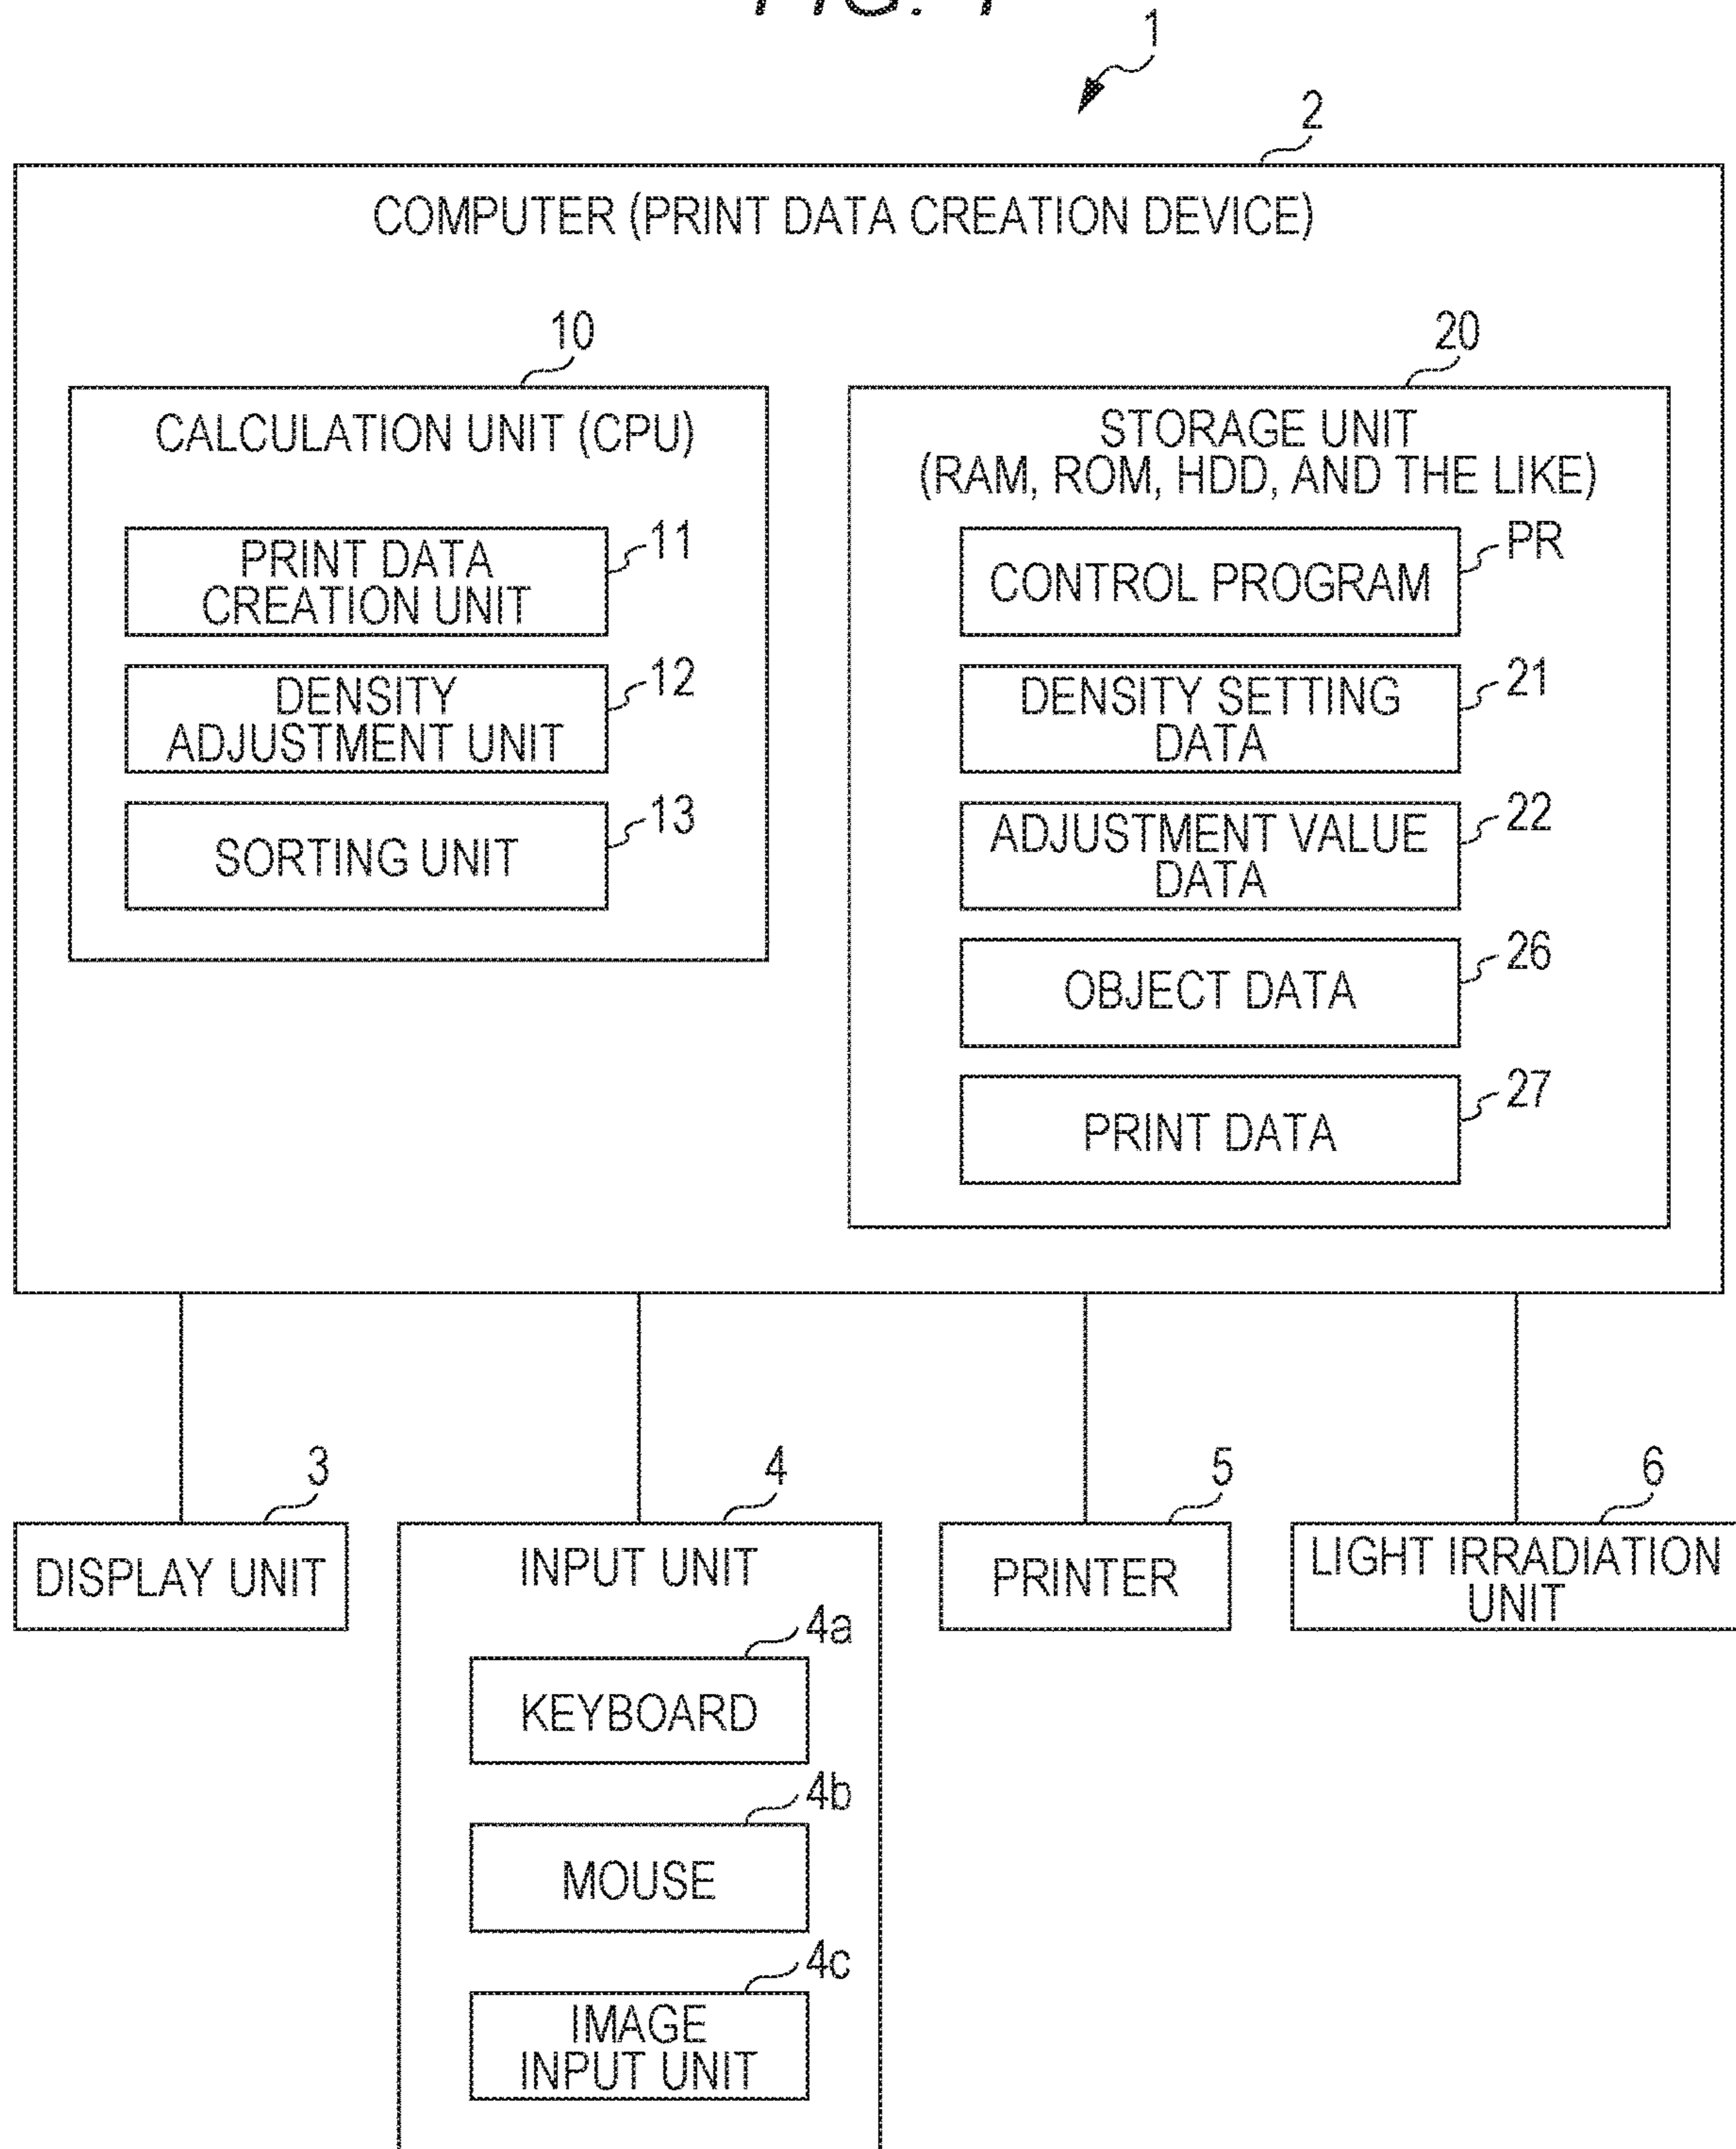 1
2
COMPUTER (PRINT DATA CREATION DEVICE)
10
CALCULATION UNIT (CPU)
PRINT DATA
CREATION UNIT
11
DENSITY
ADJUSTMENT UNIT
12
SORTING UNIT
13
20
STORAGE UNIT
(RAM, ROM, HDD, AND THE LIKE)
CONTROL PROGRAM
PR
DENSITY SETTING
DATA
21
ADJUSTMENT VALUE
DATA
22
OBJECT DATA
26
PRINT DATA
27
3
DISPLAY UNIT
4
INPUT UNIT
4a
KEYBOARD
4b
MOUSE
4c
IMAGE
INPUT UNIT
5
PRINTER
6
LIGHT IRRADIATION
UNIT